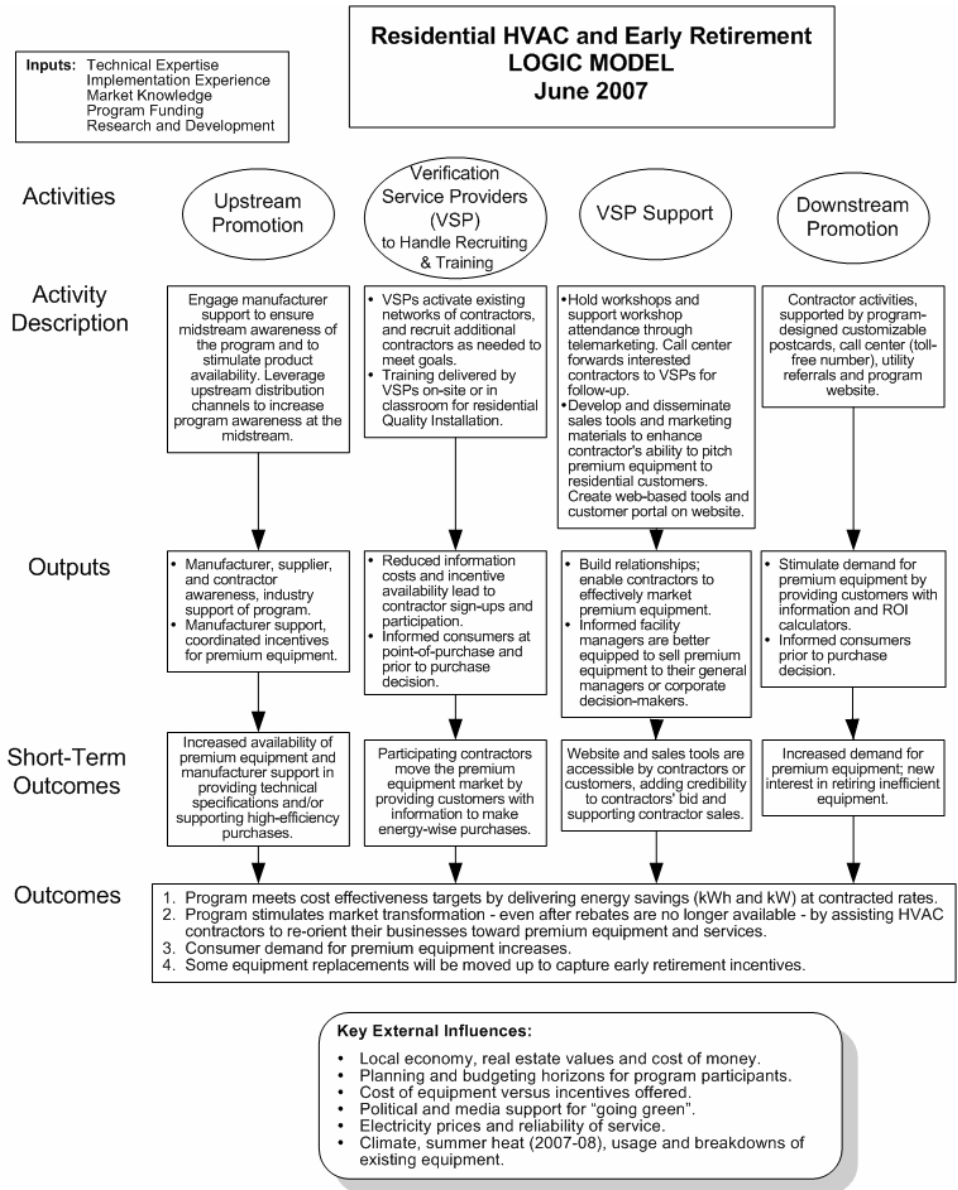 Residential HVAC and Early Retirement
LOGIC MODEL
June 2007
Inputs: Technical Expertise
Implementation Experience
Market Knowledge
Program Funding
Research and Development
Activities
Upstream
Promotion
Verification
Service Providers
(VSP)
to Handle Recruiting
& Training
VSP Support
Downstream
Promotion
Activity
Description
Engage manufacturer
support to ensure
midstream awareness of
the program and to
stimulate product
availability. Leverage
upstream distribution
channels to increase
program awareness at the
midstream.
• VSPs activate existing
networks of contractors,
and recruit additional
contractors as needed to
meet goals.
• Training delivered by
VSPs on-site or in
classroom for residential
Quality Installation.
•Hold workshops and
support workshop
attendance through
telemarketing. Call center
forwards interested
contractors to VSPs for
follow-up.
•Develop and disseminate
sales tools and marketing
materials to enhance
contractor's ability to pitch
premium equipment to
residential customers.
Create web-based tools and
customer portal on website.
Contractor activities,
supported by program-
designed customizable
postcards, call center (toll-
free number), utility
referrals and program
website.
Outputs
• Manufacturer, supplier,
and contractor
awareness, industry
support of program.
• Manufacturer support,
coordinated incentives
for premium equipment.
• Reduced information
costs and incentive
availability lead to
contractor sign-ups and
participation.
• Informed consumers at
point-of-purchase and
prior to purchase
decision.
• Build relationships;
enable contractors to
effectively market
premium equipment.
• Informed facility
managers are better
equipped to sell premium
equipment to their general
managers or corporate
decision-makers.
• Stimulate demand for
premium equipment by
providing customers with
information and ROI
calculators.
• Informed consumers
prior to purchase
decision.
Short-Term
Outcomes
Increased availability of
premium equipment and
manufacturer support in
providing technical
specifications and/or
supporting high-efficiency
purchases.
Participating contractors
move the premium
equipment market by
providing customers with
information to make
energy-wise purchases.
Website and sales tools are
accessible by contractors or
customers, adding credibility
to contractors' bid and
supporting contractor sales.
Increased demand for
premium equipment; new
interest in retiring inefficient
equipment.
Outcomes
1. Program meets cost effectiveness targets by delivering energy savings (kWh and kW) at contracted rates.
2. Program stimulates market transformation - even after rebates are no longer available - by assisting HVAC
contractors to re-orient their businesses toward premium equipment and services.
3. Consumer demand for premium equipment increases.
4. Some equipment replacements will be moved up to capture early retirement incentives.
Key External Influences:
• Local economy, real estate values and cost of money.
• Planning and budgeting horizons for program participants.
• Cost of equipment versus incentives offered.
• Political and media support for “going green”.
• Electricity prices and reliability of service.
• Climate, summer heat (2007-08), usage and breakdowns of
existing equipment.